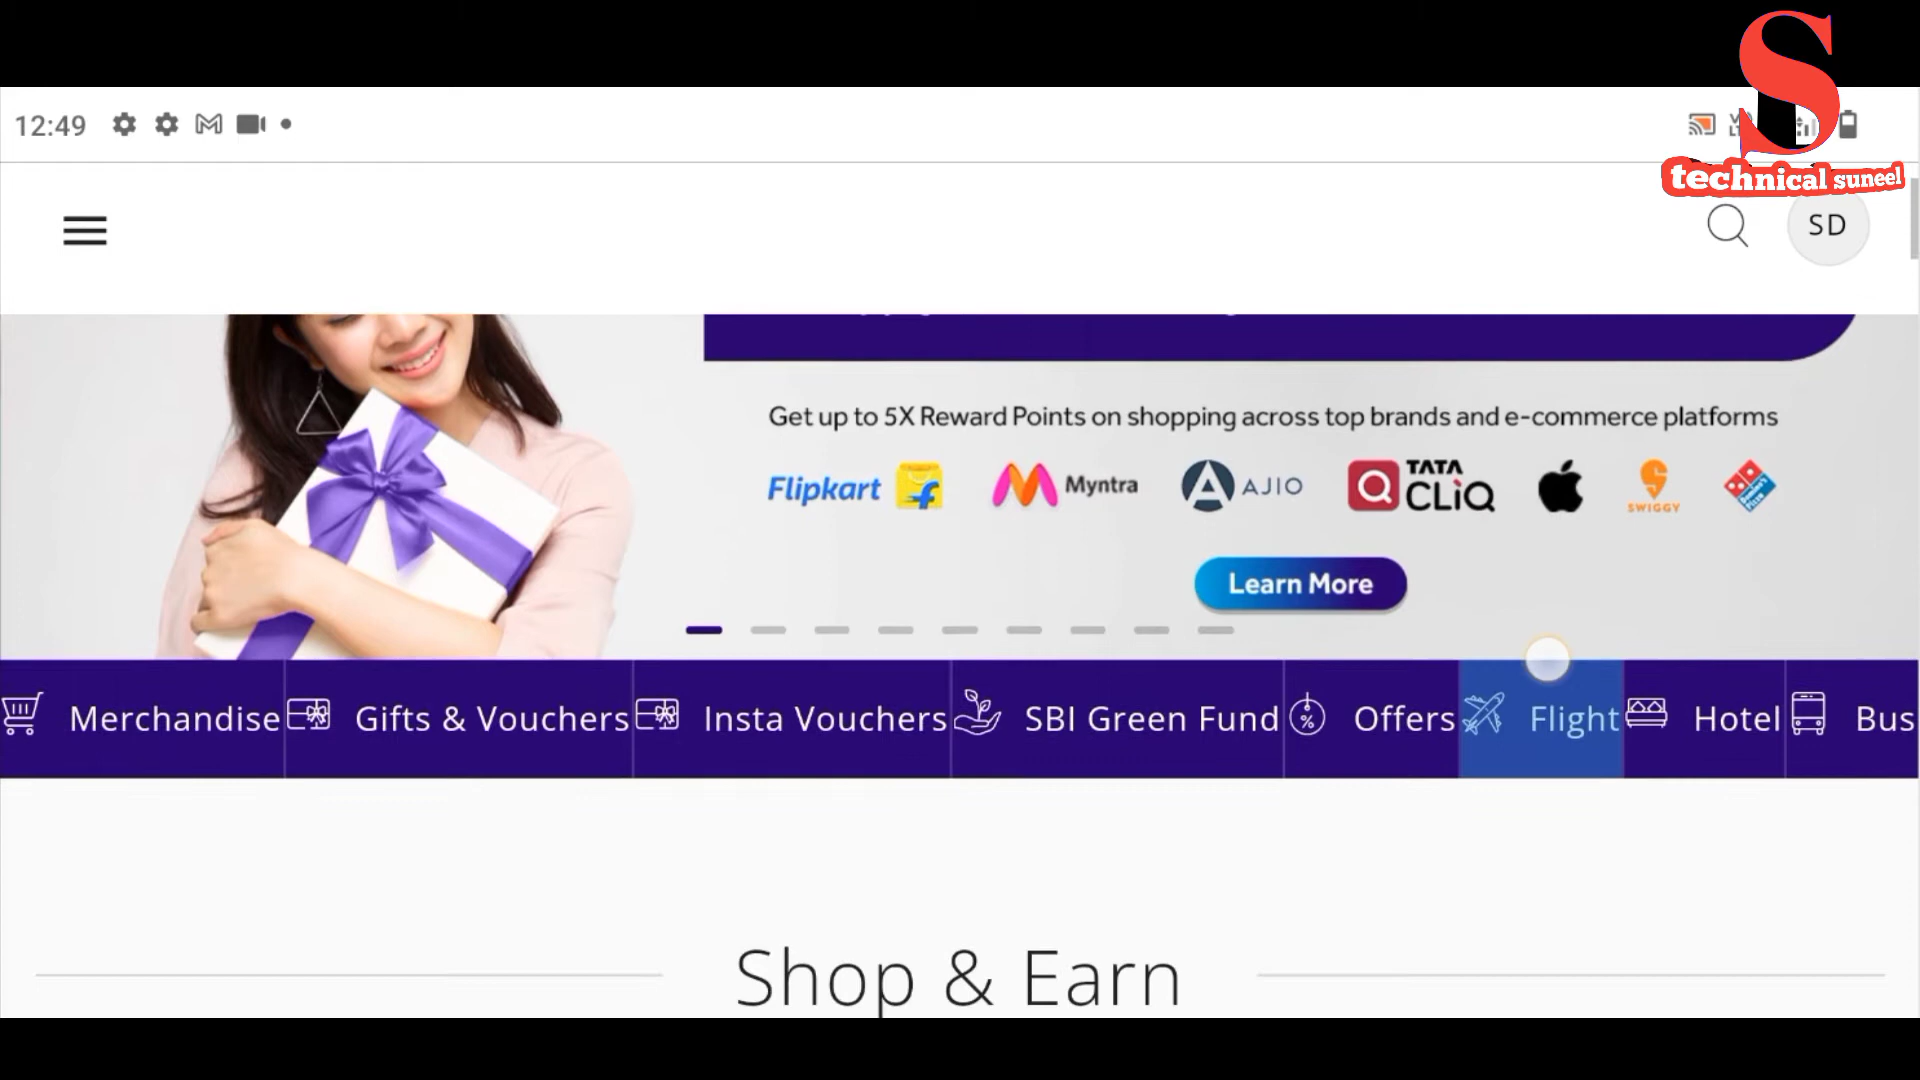 12:49
S
technical suneel
SD
Get up to 5X Reward Points on shopping across top brands and e-commerce platforms
Flipkart
Myntra
AJIO
TATA CLiQ
SWIGGY
Learn More
Merchandise
Gifts & Vouchers
Insta Vouchers
SBI Green Fund
Offers
Flight
Hotel
Bus
Shop & Earn